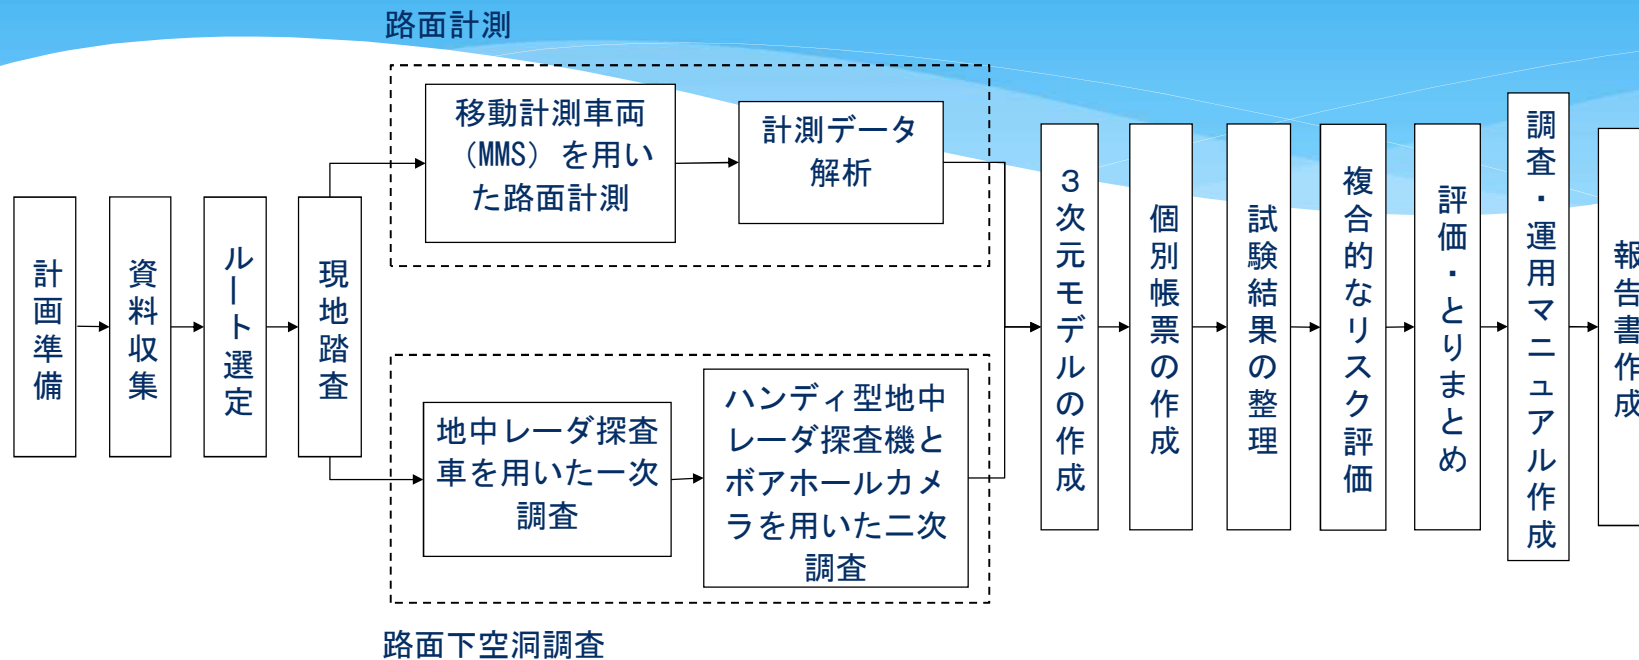 路面計測
計画準備
資料収集
ルート選定
現地踏査
移動計測車両
（MMS）を用い
た路面計測
計測データ
解析
地中レーダ探査
車を用いた一次
調査
ハンディ型地中
レーダ探査機と
ボアホールカメ
ラを用いた二次
調査
路面下空洞調査
３次元モデルの作成
個別帳票の作成
試験結果の整理
複合的なリスク評価
評価・とりまとめ
調査・運用マニュアル作成
報告書作成